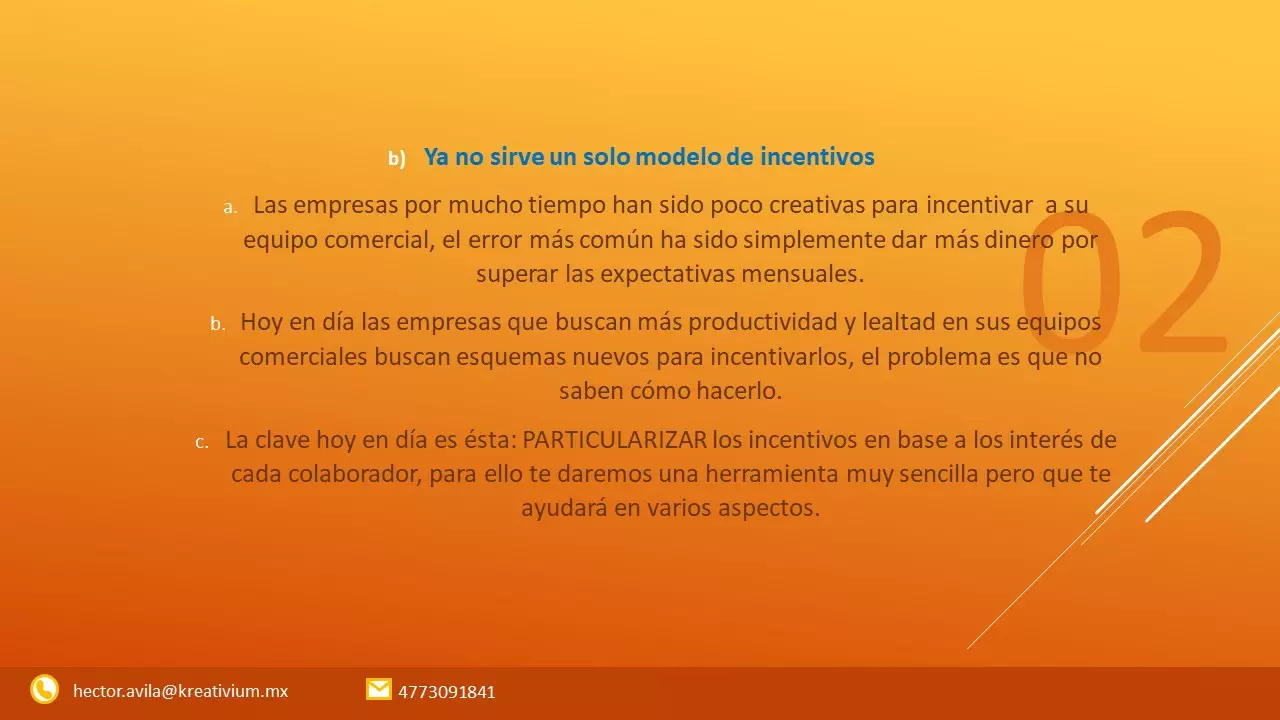 b) Ya no sirve un solo modelo de incentivos
a. Las empresas por mucho tiempo han sido poco creativas para incentivar a su
equipo comercial, el error más común ha sido simplemente dar más dinero por
superar las expectativas mensuales.
02
b. Hoy en día las empresas que buscan más productividad y lealtad en sus equipos
comerciales buscan esquemas nuevos para incentivarlos, el problema es que no
saben cómo hacerlo.
c. La clave hoy en día es ésta: PARTICULARIZAR los incentivos en base a los interés de
cada colaborador, para ello te daremos una herramienta muy sencilla pero que te
ayudará en varios aspectos.
hector.avila@kreativium.mx 4773091841